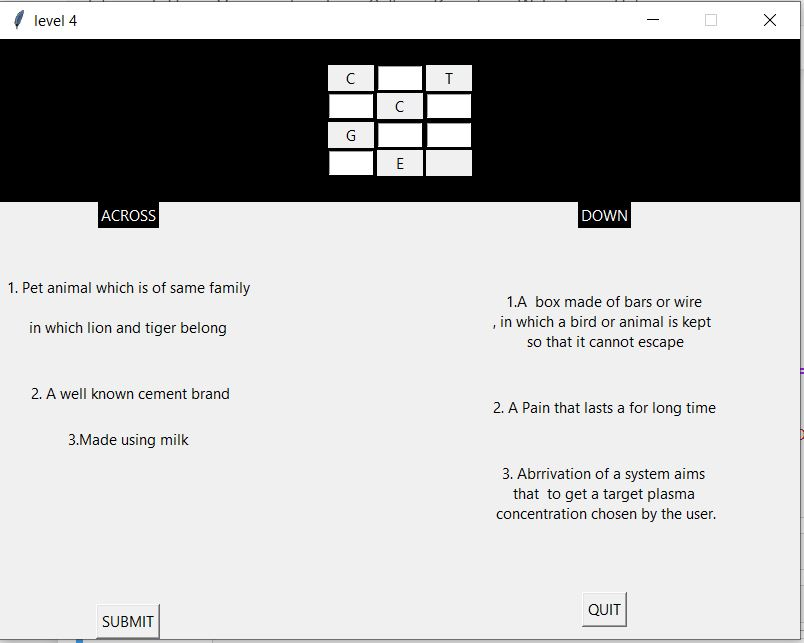 level 4
C T
C
G
E
ACROSS
DOWN
1. Pet animal which is of same family
in which lion and tiger belong
2. A well known cement brand
3.Made using milk
1.A  box made of bars or wire
, in which a bird or animal is kept
so that it cannot escape
2. A Pain that lasts a for long time
3. Abrrivation of a system aims
that  to get a target plasma
concentration chosen by the user.
SUBMIT
QUIT